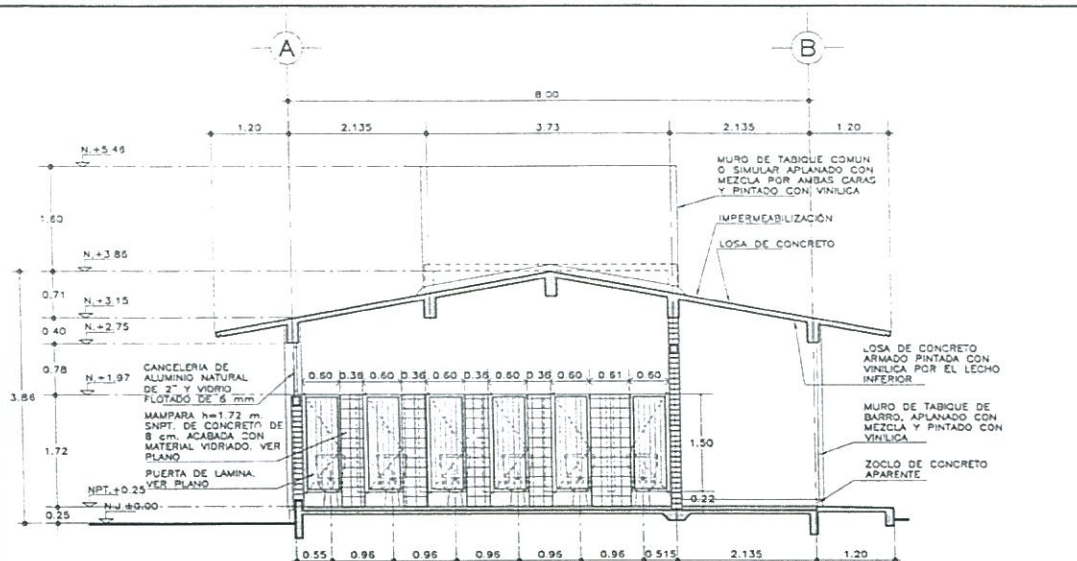 A
B
8.00
1.20
2.135
3.73
2.135
1.20
N.+5.46
MURO DE TABIQUE COMUN
O SIMULAR APLANADO CON
MEZCLA POR AMBAS CARAS
Y PINTADO CON VINILICA
1.60
IMPERMEABILIZACIÓN
LOSA DE CONCRETO
N.+3.86
0.71
N.+3.15
0.40
N.+2.75
0.78
N.+1.97
3.86
CANCELERIA DE
ALUMINIO NATURAL
DE 2" Y VIDRIO
FLOTADO DE 6 mm
0.60 0.36 0.60 0.36 0.60 0.36 0.60 0.36 0.60 0.61 0.60
LOSA DE CONCRETO
ARMADO PINTADA CON
VINILICA POR EL LECHO
INFERIOR
MAMPARA h=1.72 m.
SNPT. DE CONCRETO DE
8 cm. ACABADA CON
MATERIAL VIDRIADO. VER
PLANO
1.72
1.50
MURO DE TABIQUE DE
BARRO, APLANADO CON
MEZCLA Y PINTADO CON
VINILICA
PUERTA DE LAMINA.
VER PLANO
ZOCLO DE CONCRETO
APARENTE
NPT.+0.25
0.22
N.J.±0.00
0.25
0.55 0.96 0.96 0.96 0.96 0.96 0.515 2.135 1.20